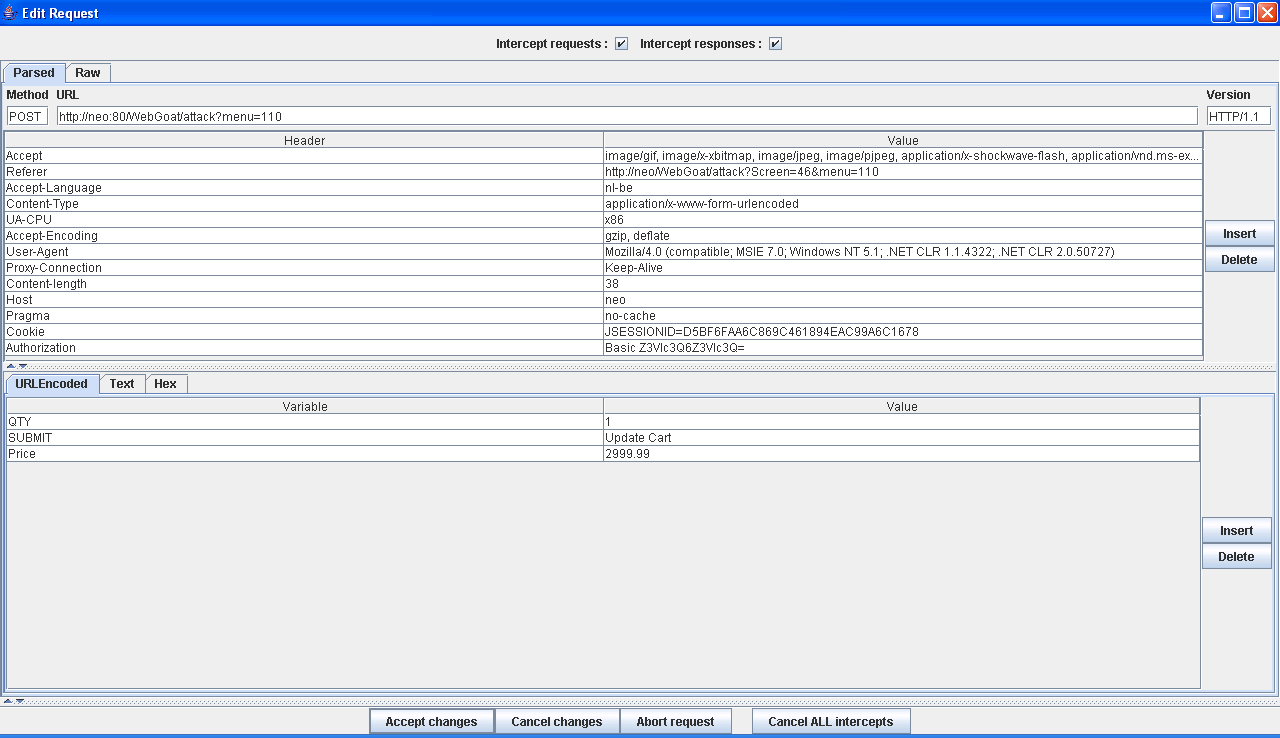 Edit Request
Intercept requests : Intercept responses :
Parsed Raw
Method URL Version
POST http://neo:80/WebGoat/attack?menu=110 HTTP/1.1
Header Value
Accept image/gif, image/x-xbitmap, image/jpeg, image/pjpeg, application/x-shockwave-flash, application/vnd.ms-ex...
Referer http://neo/WebGoat/attack?Screen=46&menu=110
Accept-Language nl-be
Content-Type application/x-www-form-urlencoded
UA-CPU x86
Accept-Encoding gzip, deflate
User-Agent Mozilla/4.0 (compatible; MSIE 7.0; Windows NT 5.1; .NET CLR 1.1.4322; .NET CLR 2.0.50727)
Proxy-Connection Keep-Alive
Content-length 38
Host neo
Pragma no-cache
Cookie JSESSIONID=D5BF6FAA6C869C461894EAC99A6C1678
Authorization Basic Z3Vlc3Q6Z3Vlc3Q=
Insert
Delete
URLEncoded Text Hex
Variable Value
QTY 1
SUBMIT Update Cart
Price 2999.99
Insert
Delete
Accept changes Cancel changes Abort request Cancel ALL intercepts